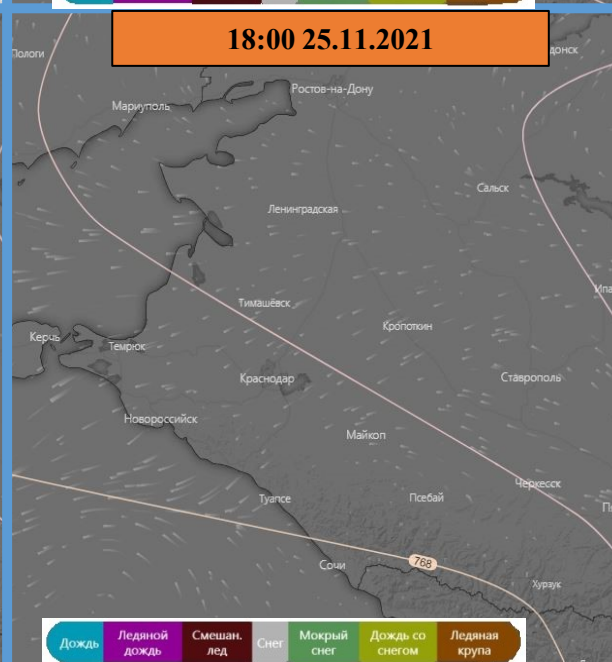 18:00 25.11.2021
Пологи
донск
Ростов-на-Дону
Мариуполь
Сальск
Ленинградская
Ипа
Тимашёвск
Кропоткин
Керчь
Темрюк
Краснодар
Ставрополь
Новороссийск
Майкоп
Черкесск
Туапсе
Псебай
768
Сочи
Хурзук
Дождь
Ледяной
дождь
Смешан.
лед
Снег
Мокрый
снег
Дождь со
снегом
Ледяная
крупа